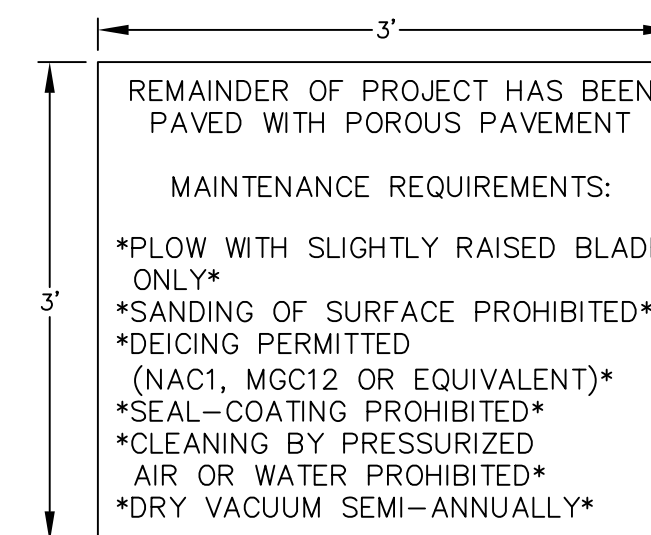 3'
REMAINDER OF PROJECT HAS BEEN
PAVED WITH POROUS PAVEMENT
MAINTENANCE REQUIREMENTS:
*PLOW WITH SLIGHTLY RAISED BLADE
ONLY*
3'
*SANDING OF SURFACE PROHIBITED*
*DEICING PERMITTED
(NAC1, MGC12 OR EQUIVALENT)*
*SEAL-COATING PROHIBITED*
*CLEANING BY PRESSURIZED
AIR OR WATER PROHIBITED*
*DRY VACUUM SEMI-ANNUALLY*